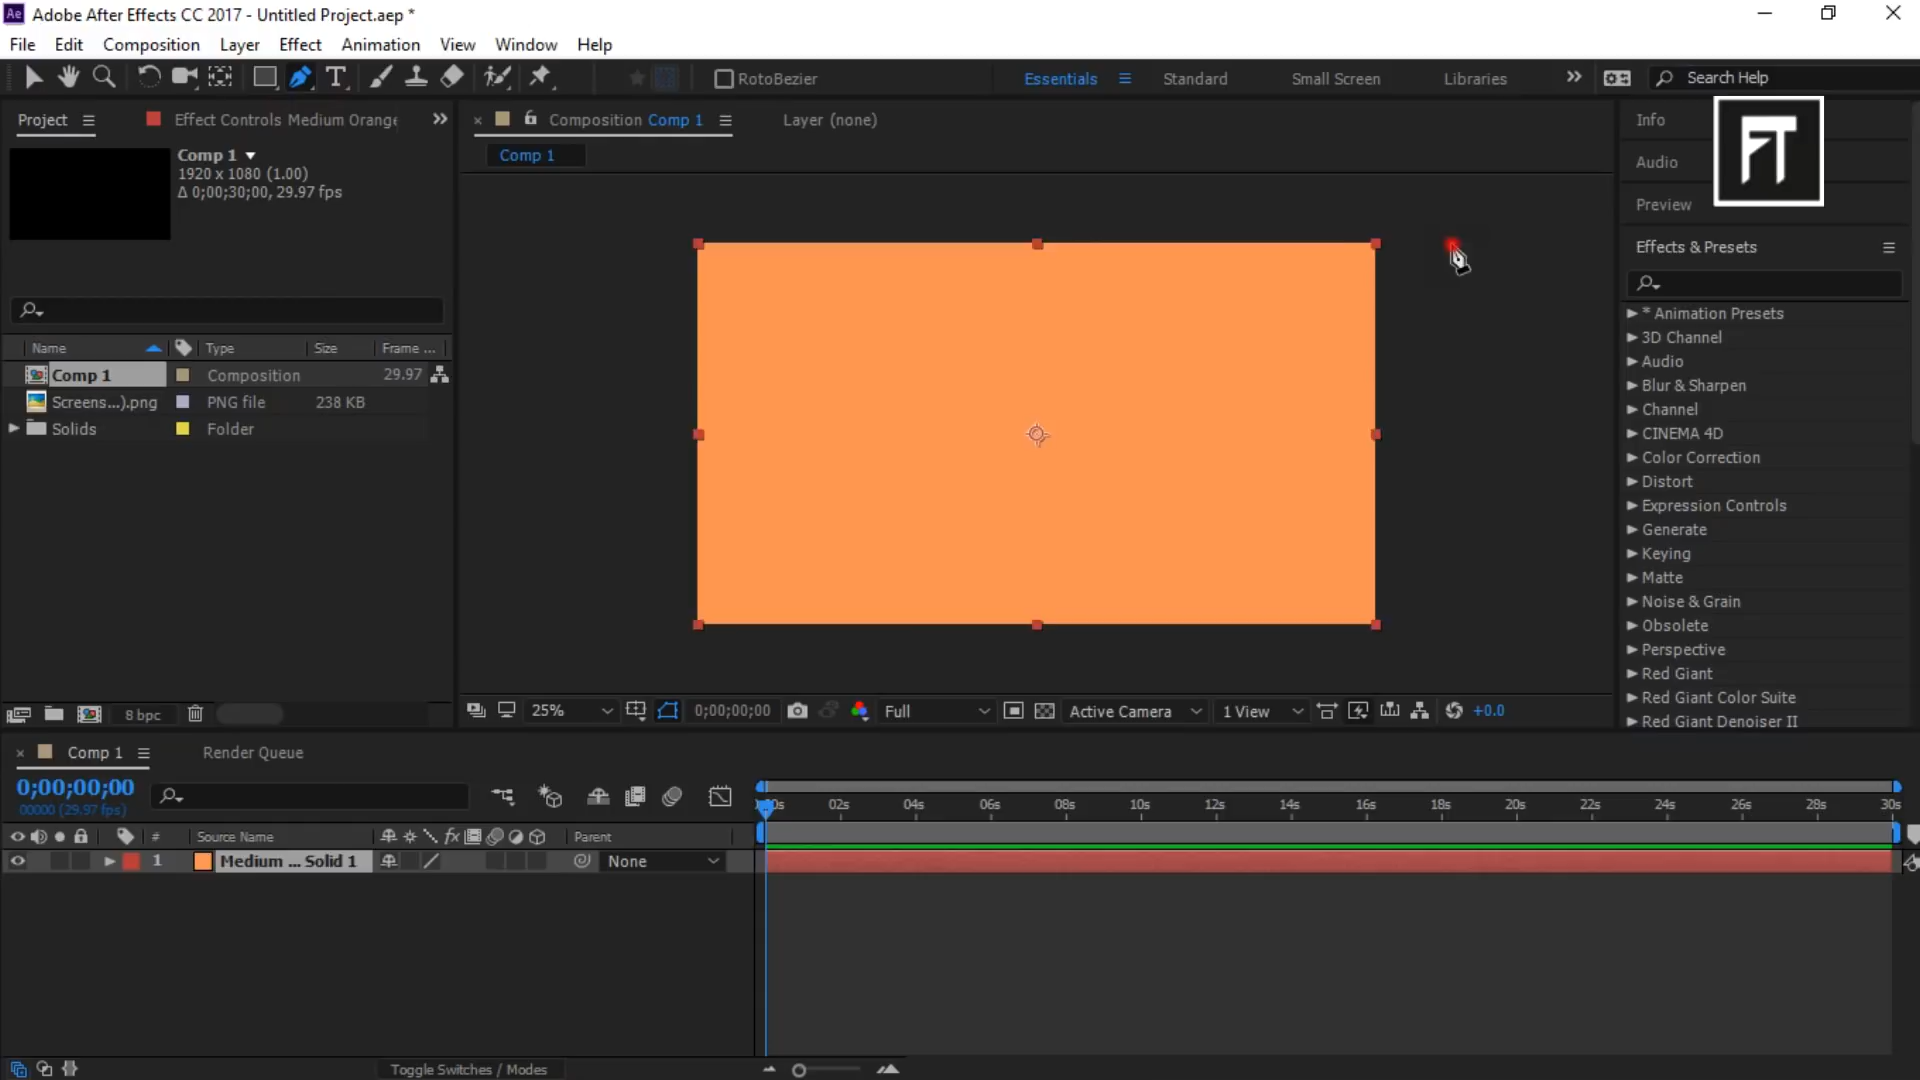 Ae Adobe After Effects CC 2017 - Untitled Project.aep *
File Edit Composition Layer Effect Animation View Window Help
T RotoBezier Essentials Standard Small Screen Libraries Search Help
Project Effect Controls Medium Orange
Composition Comp 1 Layer (none)
Comp 1
Comp 1
1920 x 1080 (1.00)
Δ 0;00;30;00, 29.97 fps
Name Type Size Frame ...
Comp 1 Composition 29.97
Screens...).png PNG file 238 KB
Solids Folder
8 bpc
25% 0;00;00;00 Full Active Camera 1 View +0.0
Info
FT
Audio
Preview
Effects & Presets
* Animation Presets
3D Channel
Audio
Blur & Sharpen
Channel
CINEMA 4D
Color Correction
Distort
Expression Controls
Generate
Keying
Matte
Noise & Grain
Obsolete
Perspective
Red Giant
Red Giant Color Suite
Red Giant Denoiser II
Comp 1 Render Queue
0;00;00;00
00000 (29.97 fps)
02s 04s 06s 08s 10s 12s 14s 16s 18s 20s 22s 24s 26s 28s 30s
# Source Name fx Parent
1 Medium ... Solid 1 None
Toggle Switches / Modes